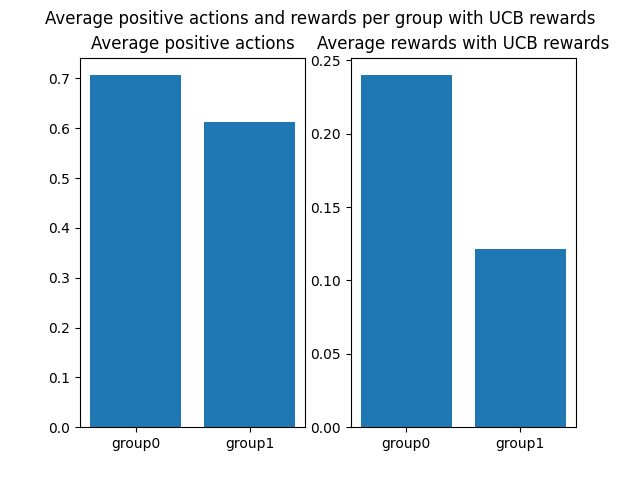 Average positive actions and rewards per group with UCB rewards
Average positive actions
0.7
0.6
0.5
0.4
0.3
0.2
0.1
0.0
group0 group1
Average rewards with UCB rewards
0.25
0.20
0.15
0.10
0.05
0.00
group0 group1